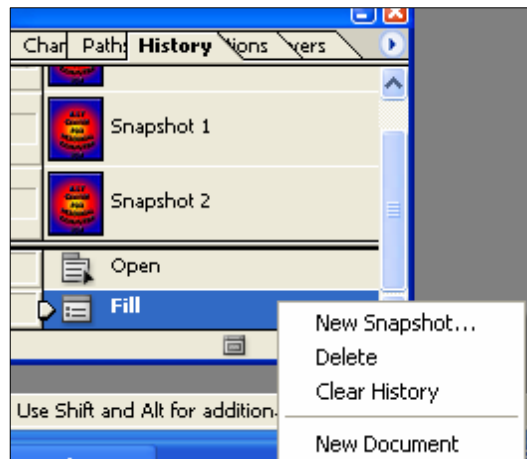 Char Path: History tions yers
Snapshot 1
Snapshot 2
Open
Fill
New Snapshot...
Delete
Clear History
Use Shift and Alt for addition
New Document